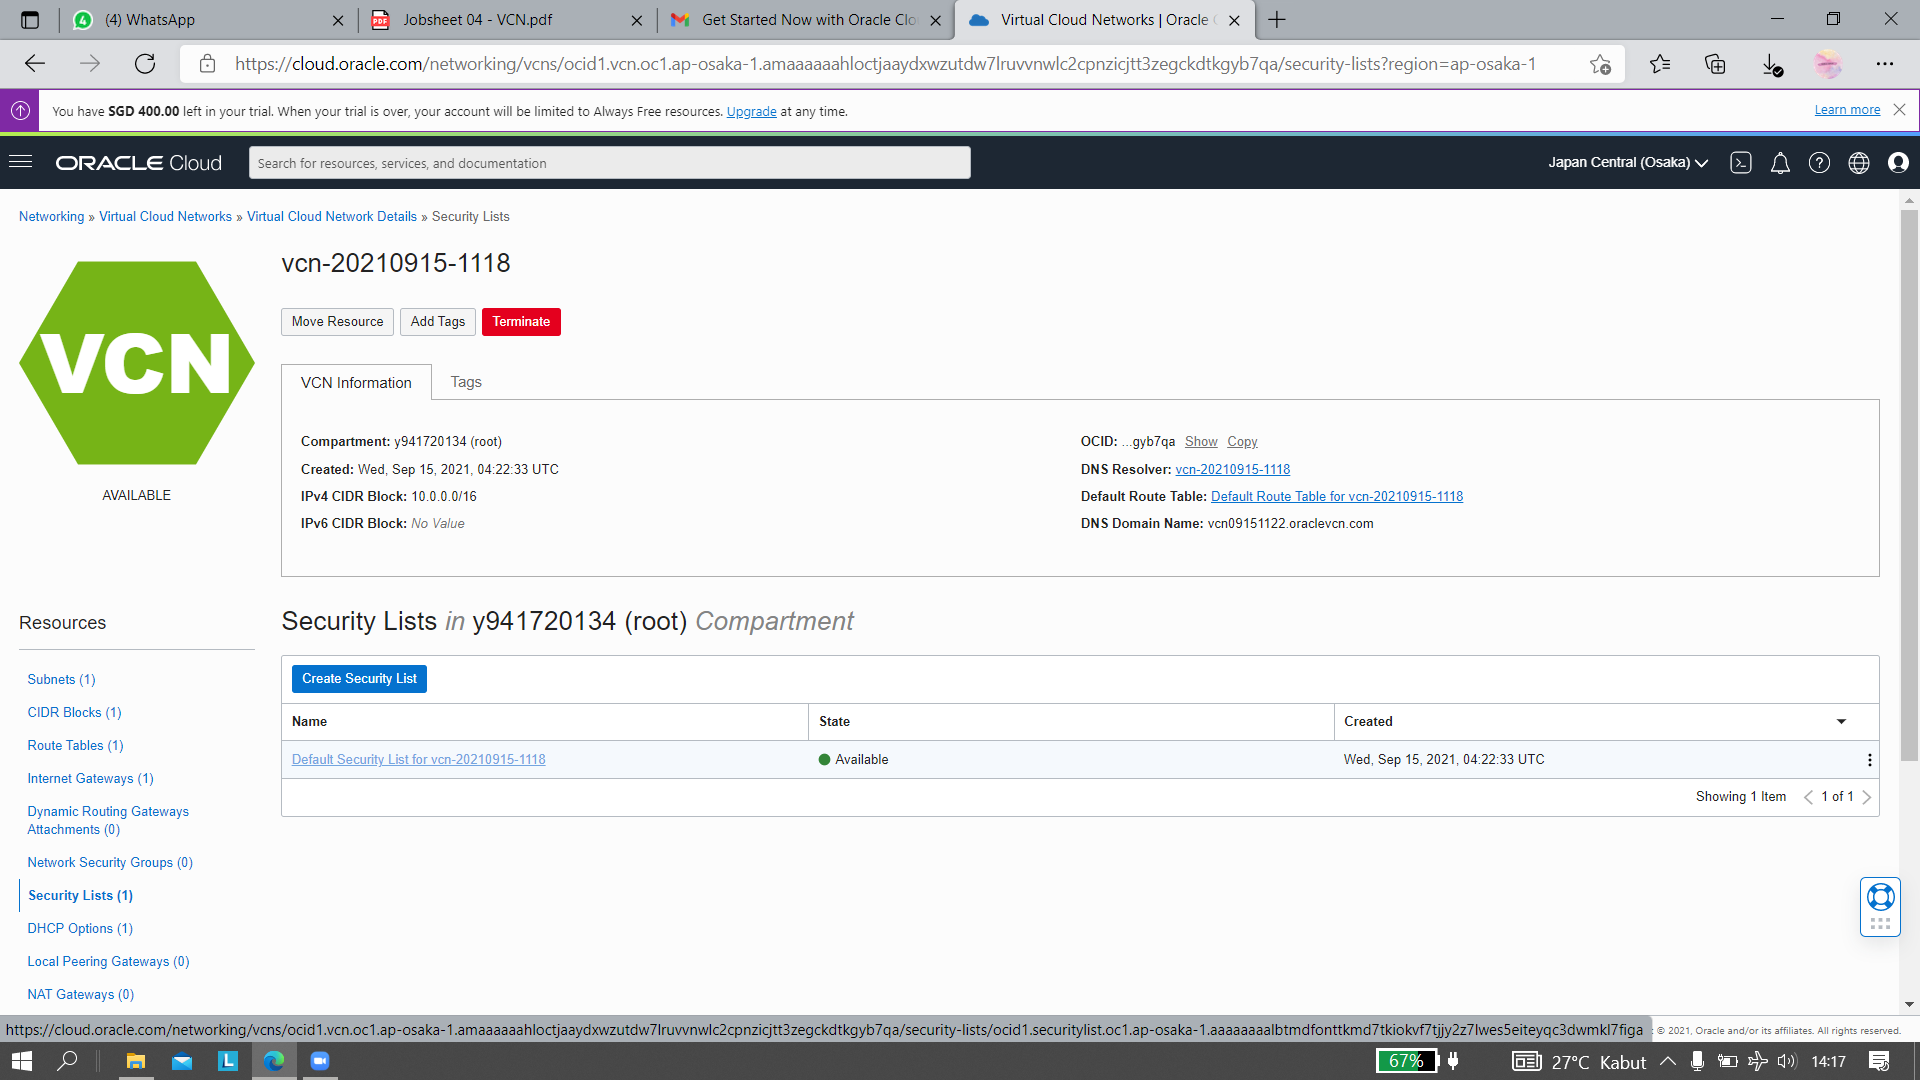 (4) WhatsApp
Jobsheet 04 - VCN.pdf
Get Started Now with Oracle Clo
Virtual Cloud Networks | Oracle C
https://cloud.oracle.com/networking/vcns/ocid1.vcn.oc1.ap-osaka-1.amaaaaaahloctjaaydxwzutdw7lruvvnwlc2cpnzicjtt3zegckdtkgyb7qa/security-lists?region=ap-osaka-1
You have SGD 400.00 left in your trial. When your trial is over, your account will be limited to Always Free resources. Upgrade at any time.
Learn more
ORACLE Cloud
Search for resources, services, and documentation
Japan Central (Osaka)
Networking » Virtual Cloud Networks » Virtual Cloud Network Details » Security Lists
VCN
AVAILABLE
vcn-20210915-1118
Move Resource
Add Tags
Terminate
VCN Information
Tags
Compartment: y941720134 (root)
Created: Wed, Sep 15, 2021, 04:22:33 UTC
IPv4 CIDR Block: 10.0.0.0/16
IPv6 CIDR Block: No Value
OCID: ...gyb7qa Show Copy
DNS Resolver: vcn-20210915-1118
Default Route Table: Default Route Table for vcn-20210915-1118
DNS Domain Name: vcn09151122.oraclevcn.com
Resources
Subnets (1)
CIDR Blocks (1)
Route Tables (1)
Internet Gateways (1)
Dynamic Routing Gateways
Attachments (0)
Network Security Groups (0)
Security Lists (1)
DHCP Options (1)
Local Peering Gateways (0)
NAT Gateways (0)
Security Lists in y941720134 (root) Compartment
Create Security List
Name
State
Created
Default Security List for vcn-20210915-1118
Available
Wed, Sep 15, 2021, 04:22:33 UTC
Showing 1 Item
1 of 1
https://cloud.oracle.com/networking/vcns/ocid1.vcn.oc1.ap-osaka-1.amaaaaaahloctjaaydxwzutdw7lruvvnwlc2cpnzicjtt3zegckdtkgyb7qa/security-lists/ocid1.securitylist.oc1.ap-osaka-1.aaaaaaaalbtmdfonttkmd7tkiokvf7tjjy2z7lwes5eiteyqc3dwmkl7figa
© 2021, Oracle and/or its affiliates. All rights reserved.
67%
27°C Kabut
14:17